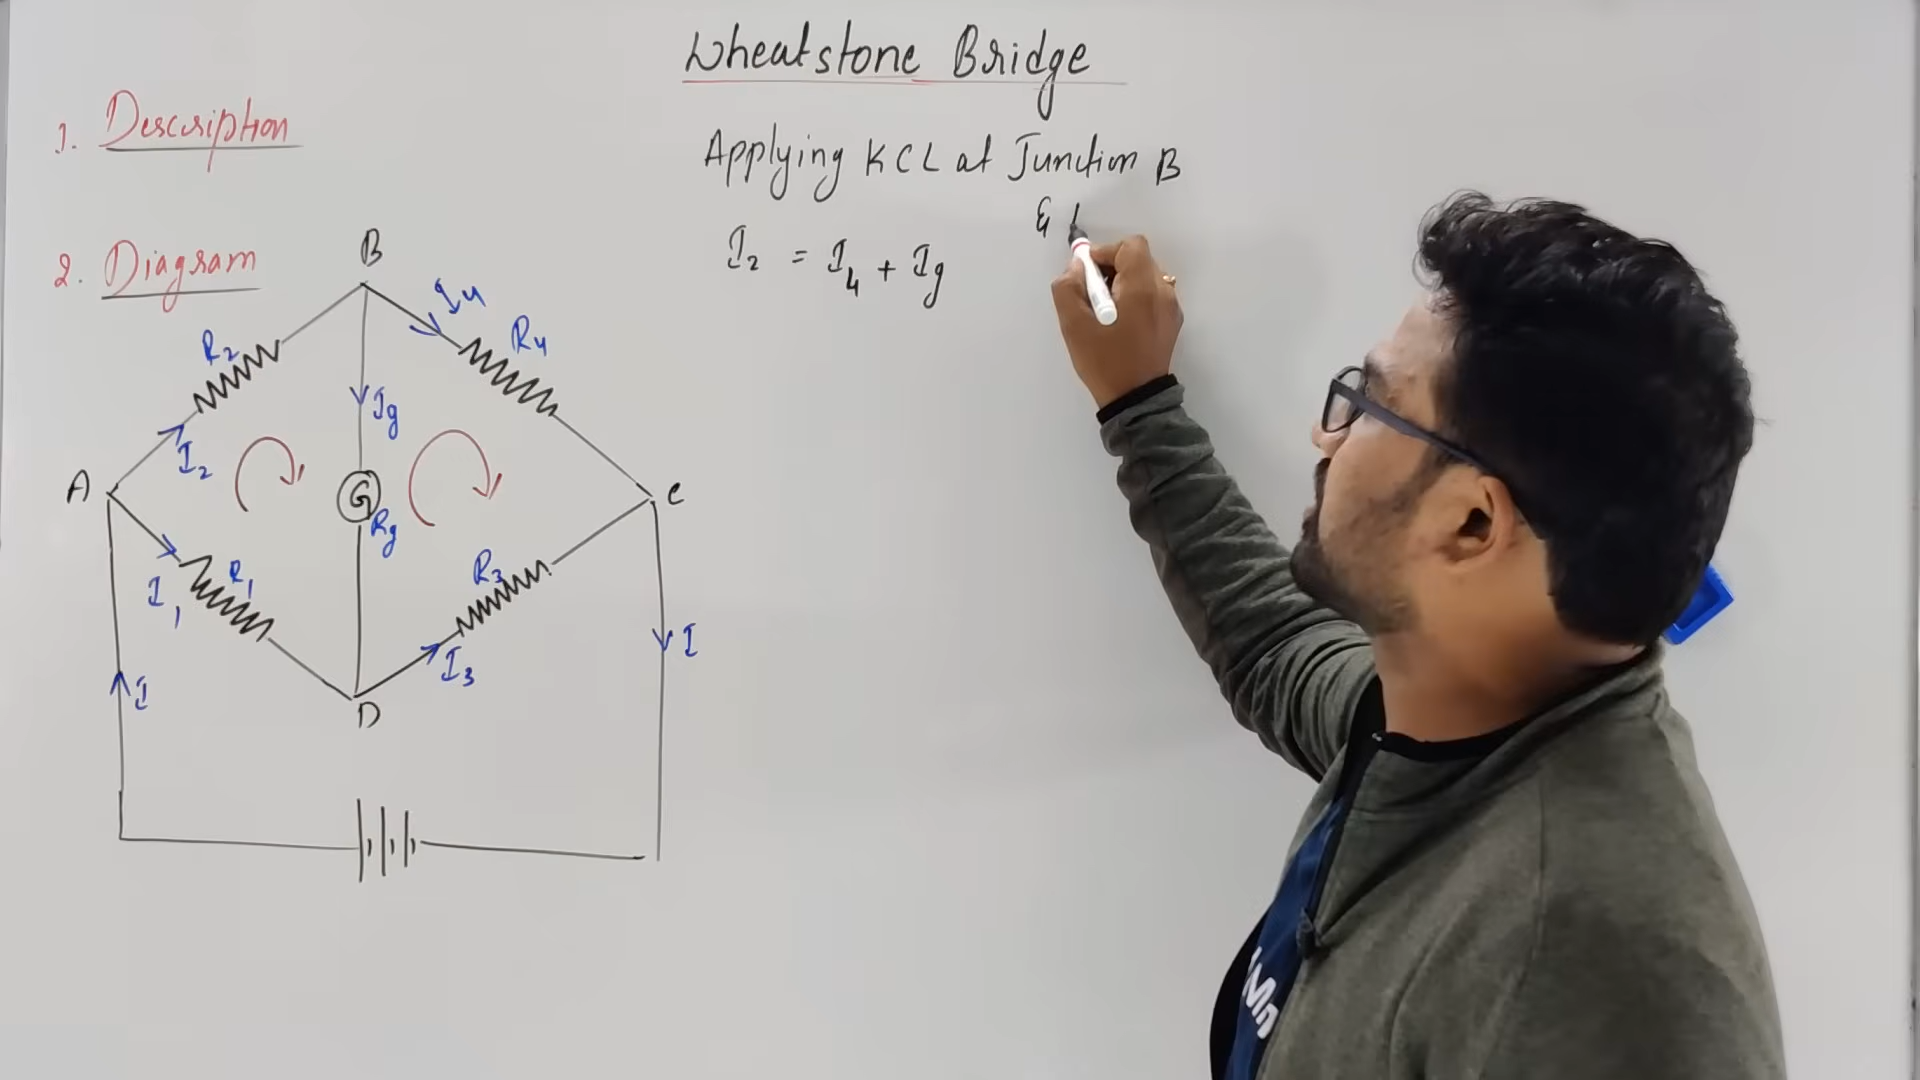 Wheatstone Bridge
1. Description
Applying KCL at Junction B
&
2. Diagram
I₂ = I₄ + Ig
B
I₄
R₂
R₄
Ig
I₂
A
G
C
Rg
I₁
R₁
R₃
I₃
I
I
D